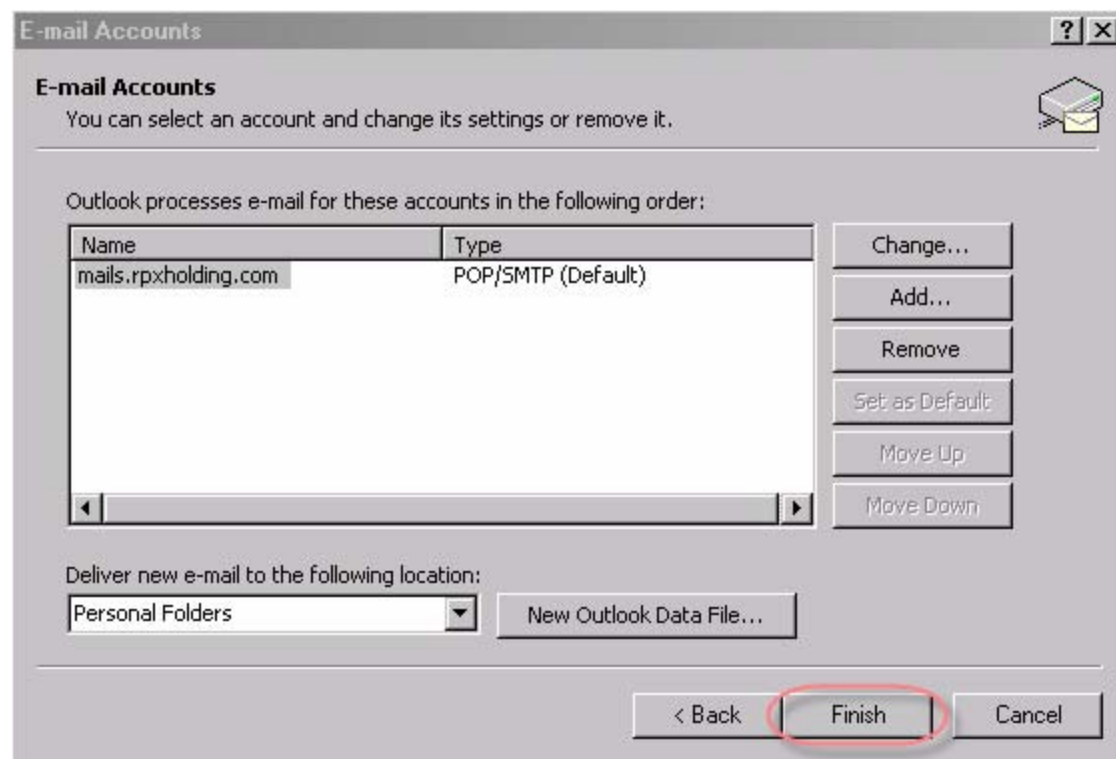 E-mail Accounts
E-mail Accounts
You can select an account and change its settings or remove it.
Outlook processes e-mail for these accounts in the following order:
Name Type
mails.rpxholding.com POP/SMTP (Default)
Change...
Add...
Remove
Set as Default
Move Up
Move Down
Deliver new e-mail to the following location:
Personal Folders New Outlook Data File...
< Back Finish Cancel